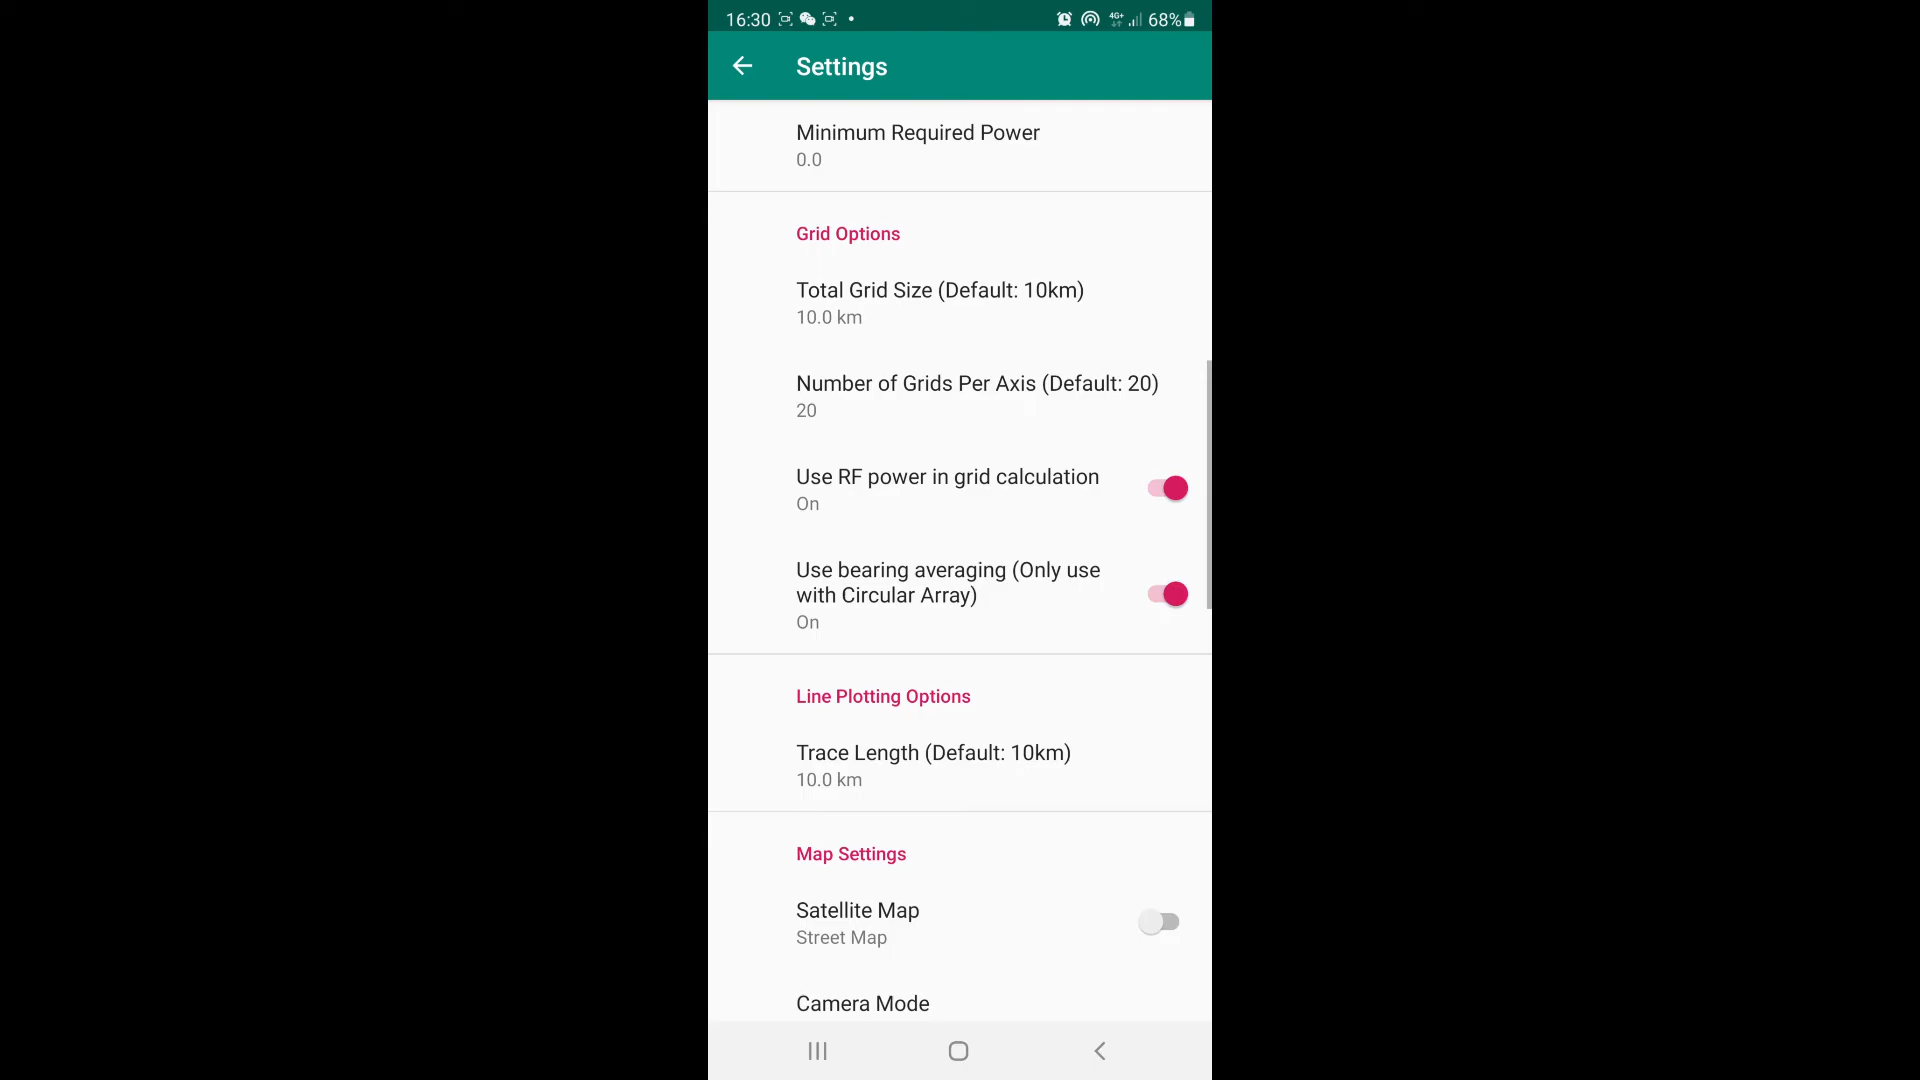 16:30
4G+
68%
Settings
Minimum Required Power
0.0
Grid Options
Total Grid Size (Default: 10km)
10.0 km
Number of Grids Per Axis (Default: 20)
20
Use RF power in grid calculation
On
Use bearing averaging (Only use
with Circular Array)
On
Line Plotting Options
Trace Length (Default: 10km)
10.0 km
Map Settings
Satellite Map
Street Map
Camera Mode